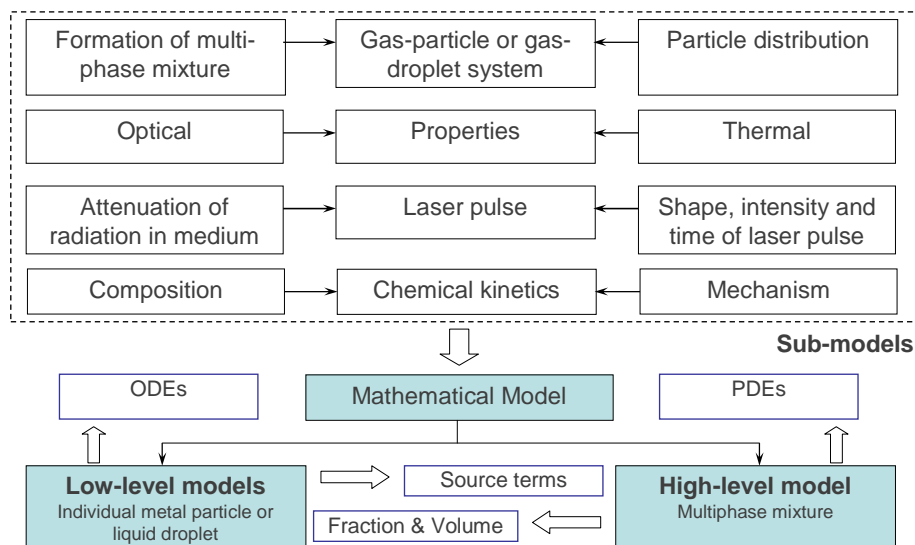 Formation of multi-
phase mixture
Gas-particle or gas-
droplet system
Particle distribution
Optical
Properties
Thermal
Attenuation of
radiation in medium
Laser pulse
Shape, intensity and
time of laser pulse
Composition
Chemical kinetics
Mechanism
Sub-models
ODEs
Mathematical Model
PDEs
Low-level models
Individual metal particle or
liquid droplet
Source terms
Fraction & Volume
High-level model
Multiphase mixture